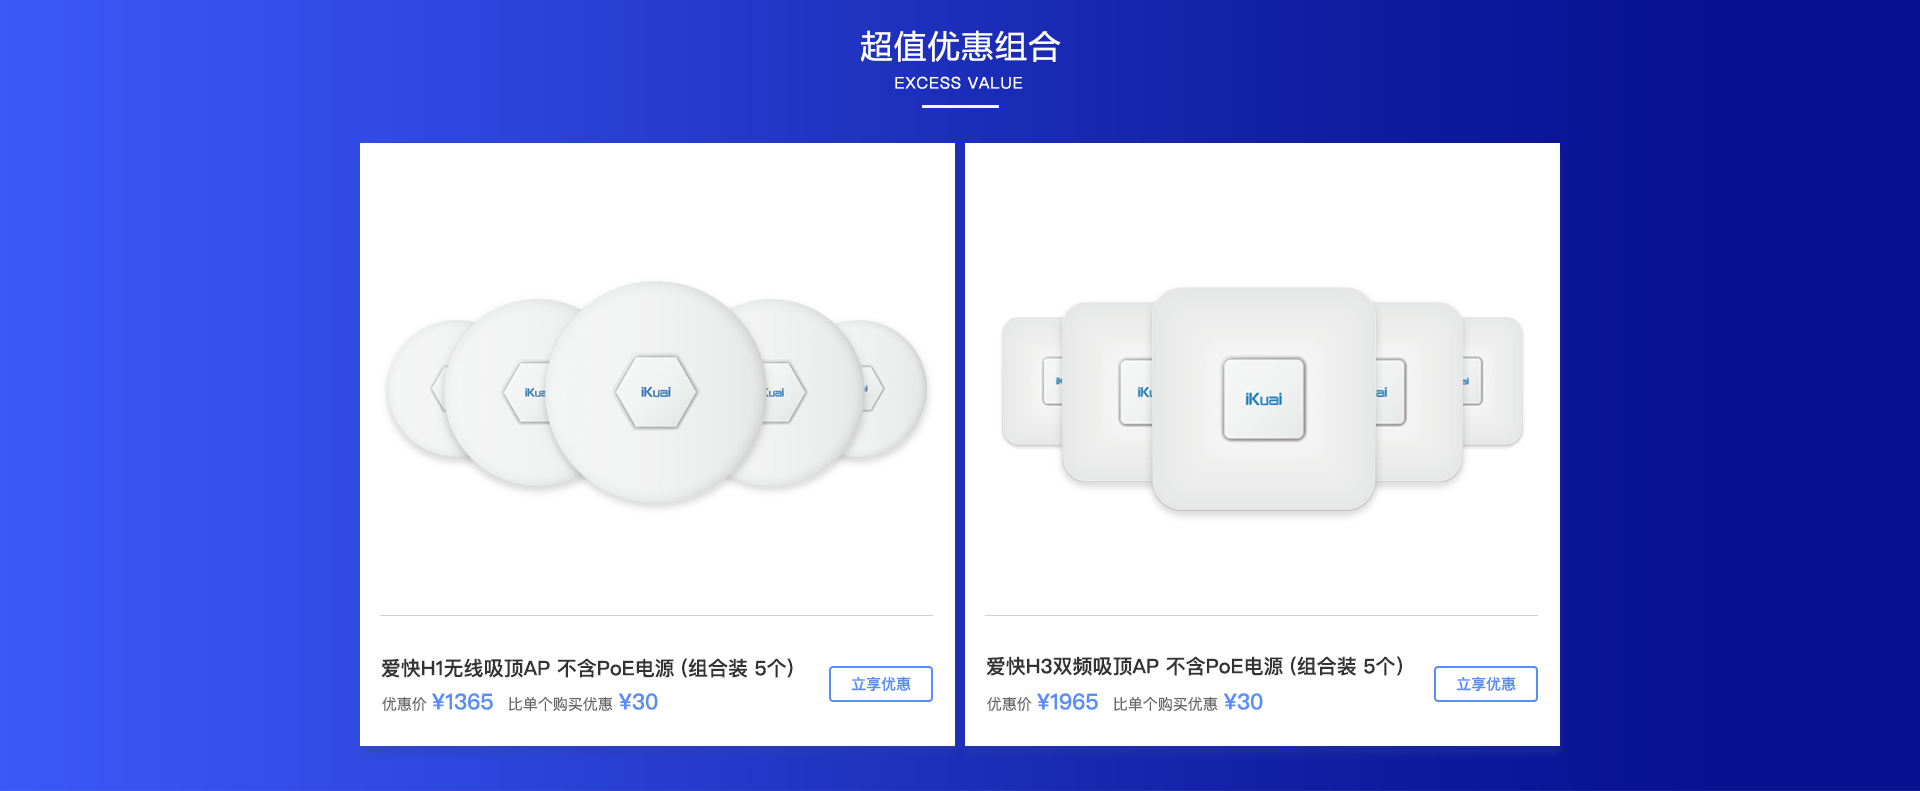 超值优惠组合
EXCESS VALUE
iKuai
iKuai
iKuai
爱快H1无线吸顶AP 不含PoE电源 (组合装 5个)
优惠价 ¥1365 比单个购买优惠 ¥30
立享优惠
爱快H3双频吸顶AP 不含PoE电源 (组合装 5个)
优惠价 ¥1965 比单个购买优惠 ¥30
立享优惠